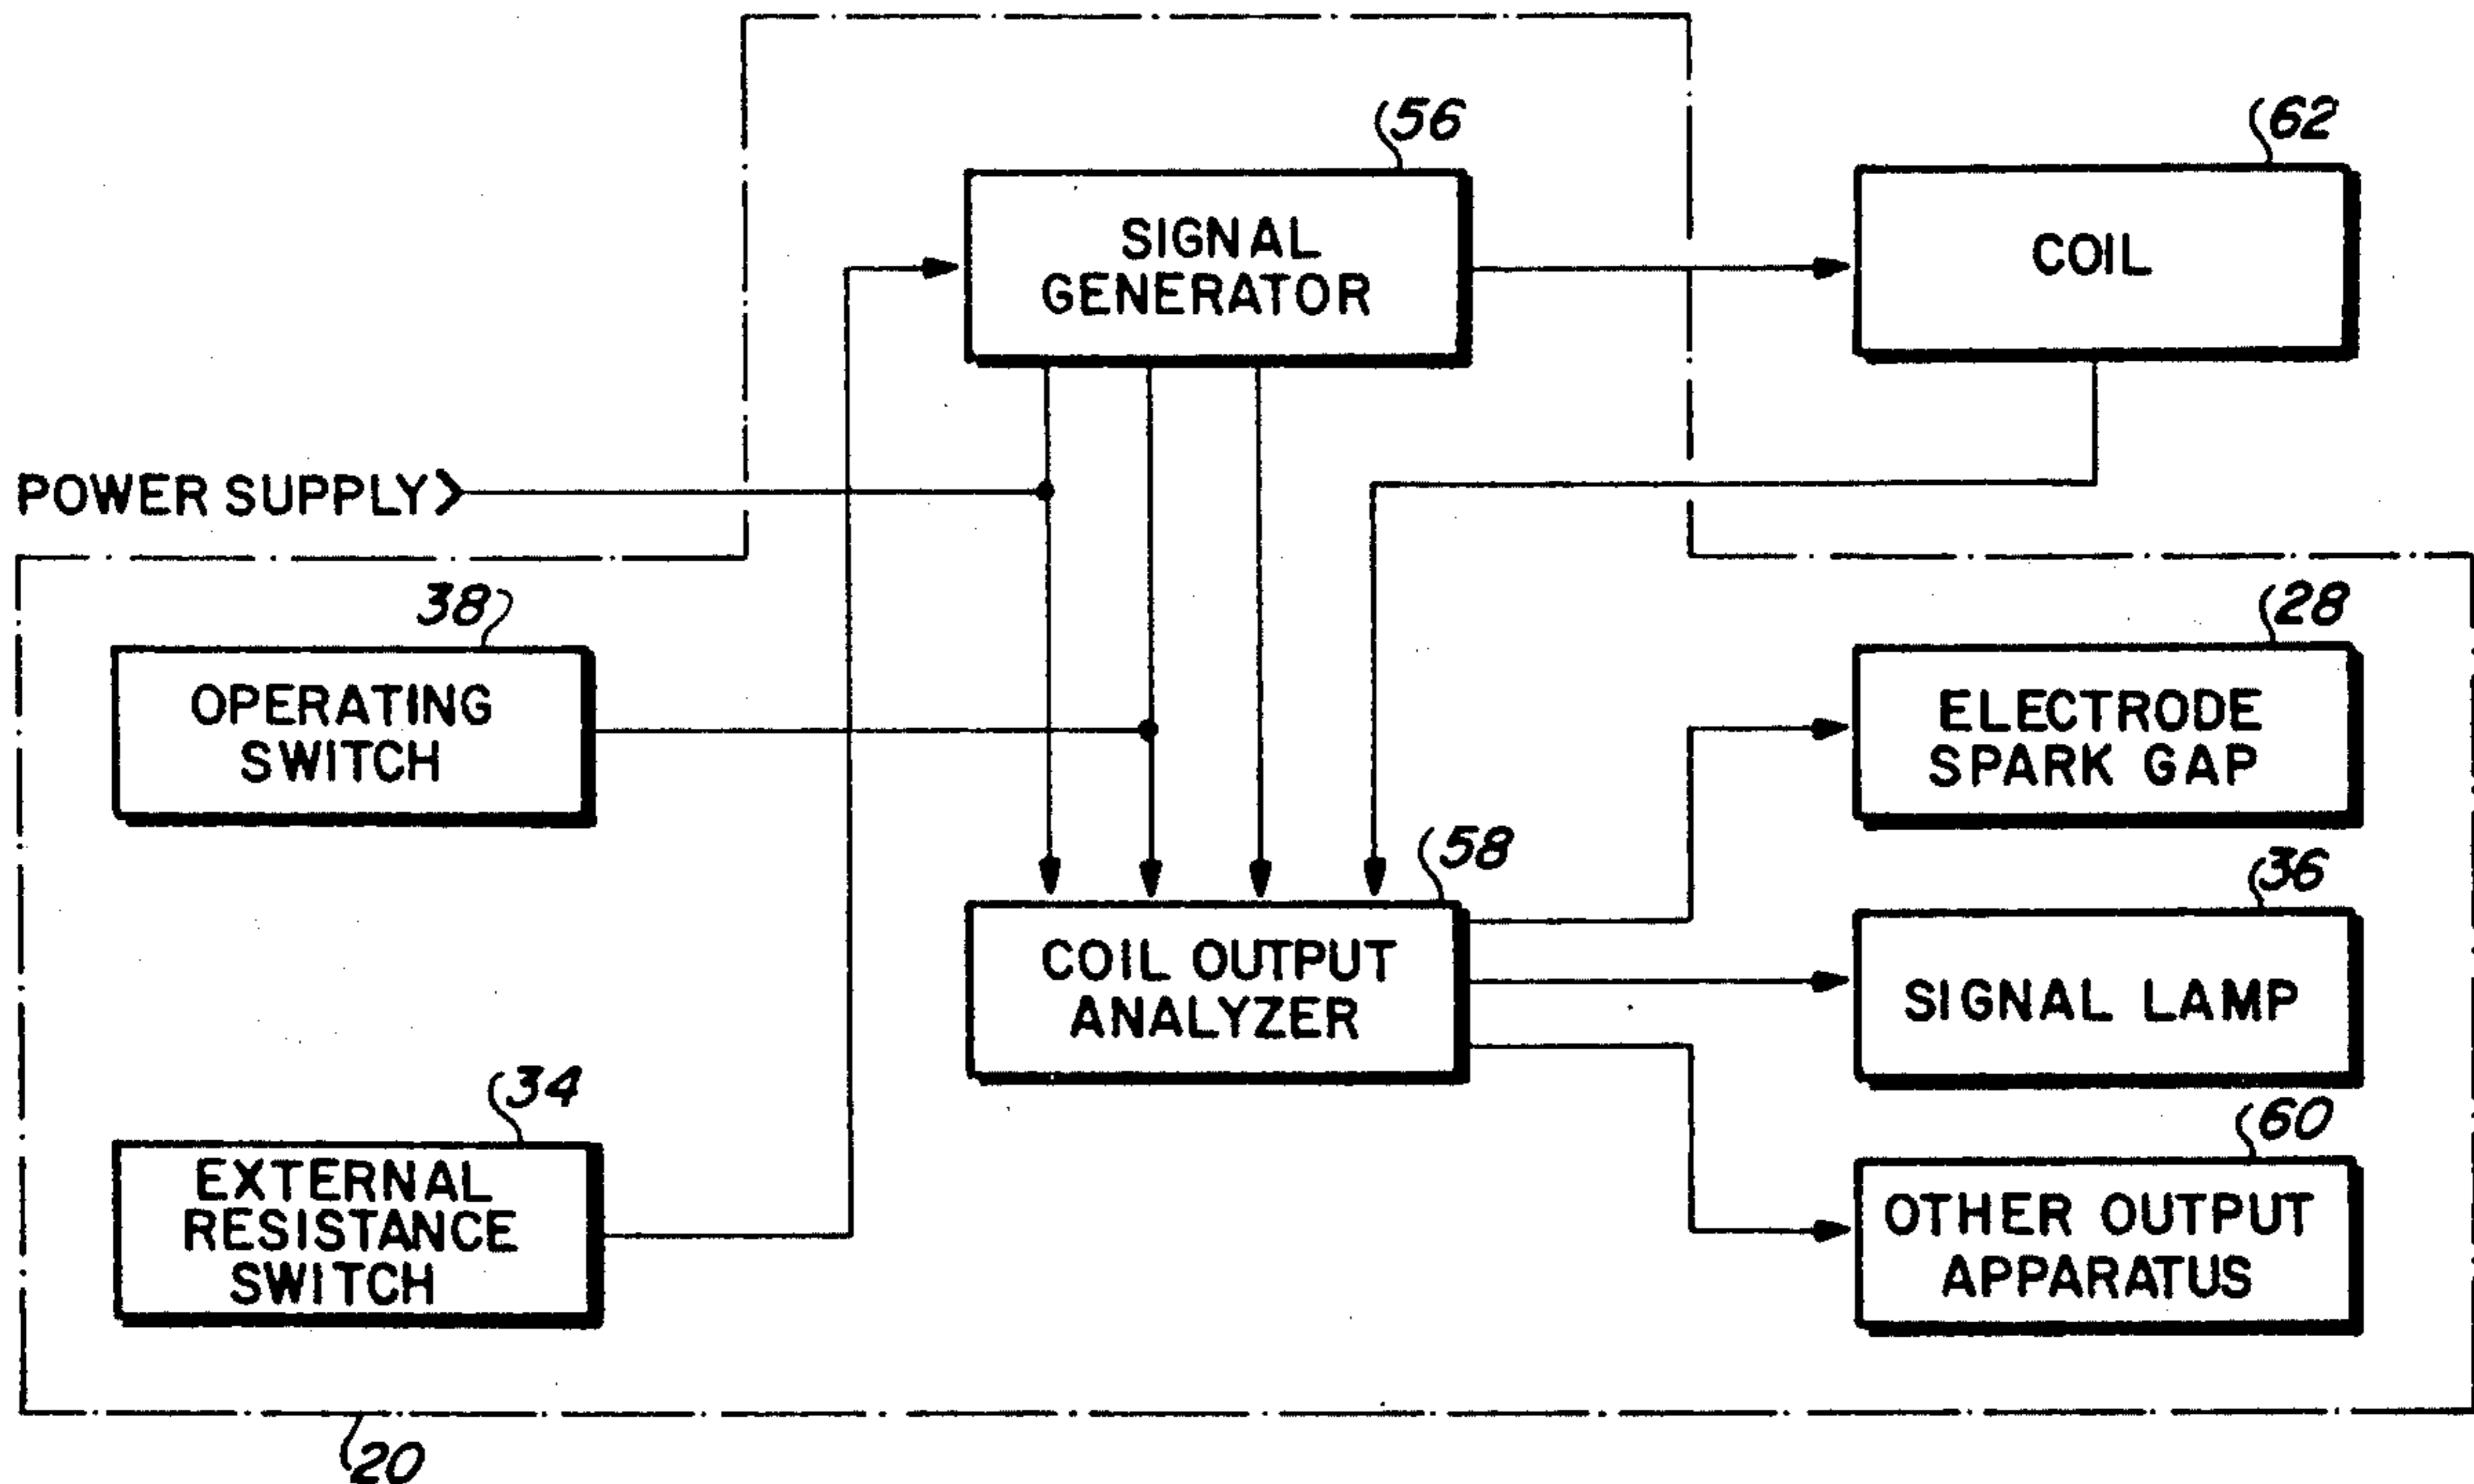 56
62
SIGNAL
GENERATOR
COIL
POWER SUPPLY
38
28
OPERATING
SWITCH
ELECTRODE
SPARK GAP
58
36
COIL OUTPUT
ANALYZER
SIGNAL LAMP
34
60
EXTERNAL
RESISTANCE
SWITCH
OTHER OUTPUT
APPARATUS
20